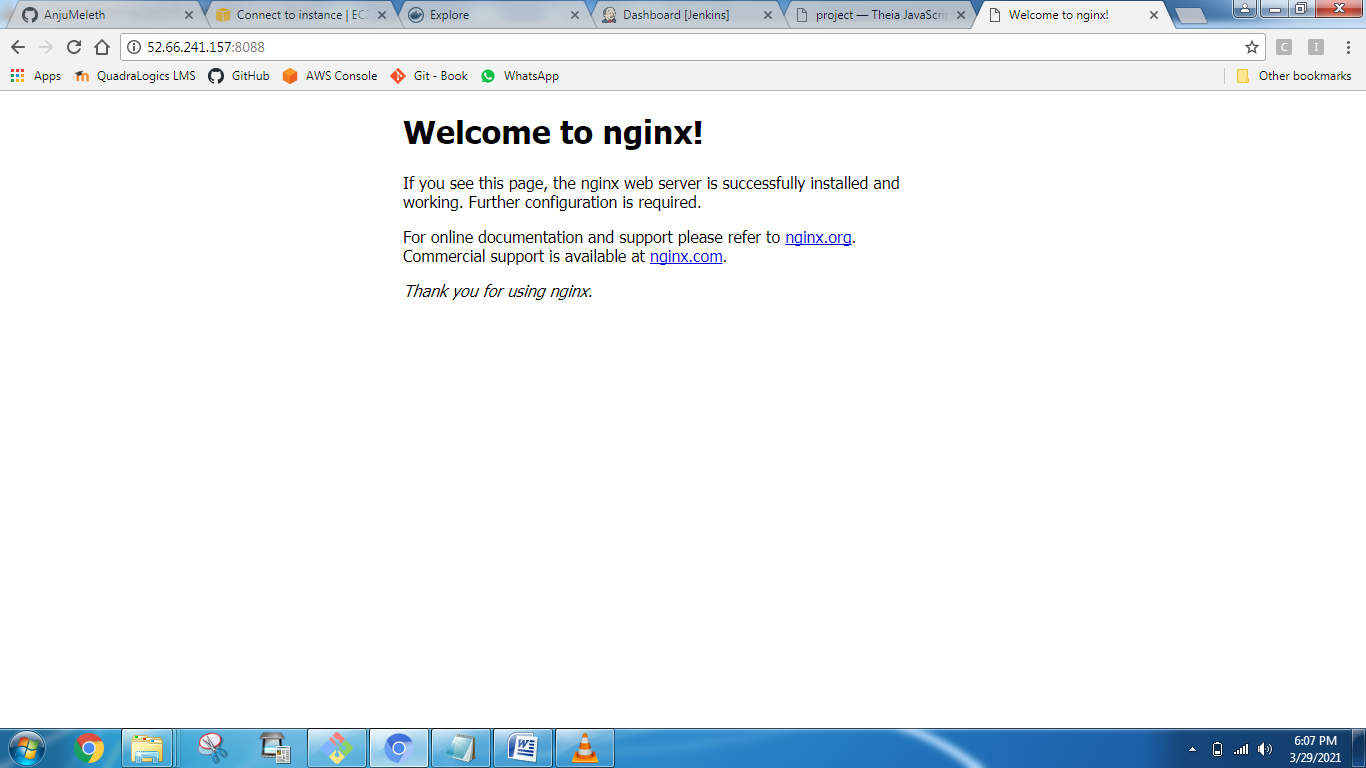 AnjuMeleth
Connect to instance | EC2
Explore
Dashboard [Jenkins]
project — Theia JavaScri
Welcome to nginx!
52.66.241.157:8088
C
I
Apps
QuadraLogics LMS
GitHub
AWS Console
Git - Book
WhatsApp
Other bookmarks
Welcome to nginx!
If you see this page, the nginx web server is successfully installed and
working. Further configuration is required.
For online documentation and support please refer to nginx.org.
Commercial support is available at nginx.com.
Thank you for using nginx.
6:07 PM
3/29/2021